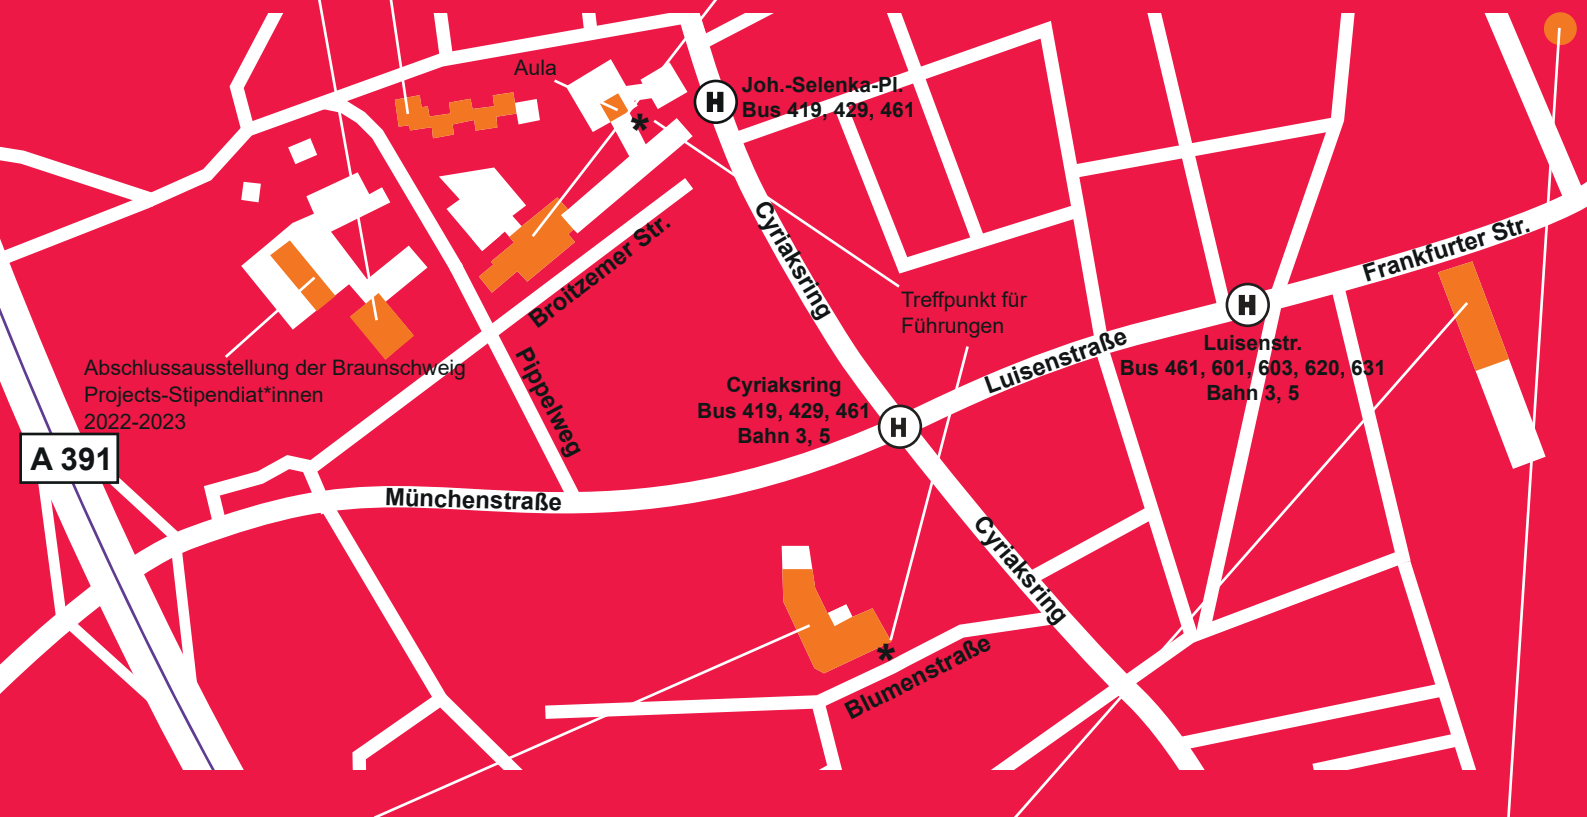 Aula
H
Joh.-Selenka-Pl.
Bus 419, 429, 461
*
Cyriaksring
Broitzemer Str.
Frankfurter Str.
Treffpunkt für
Führungen
H
Luisenstr.
Bus 461, 601, 603, 620, 631
Bahn 3, 5
Luisenstraße
Abschlussausstellung der Braunschweig
Projects-Stipendiat*innen
2022-2023
Pippelweg
Cyriaksring
Bus 419, 429, 461
Bahn 3, 5
H
A 391
Münchenstraße
Cyriaksring
*
Blumenstraße